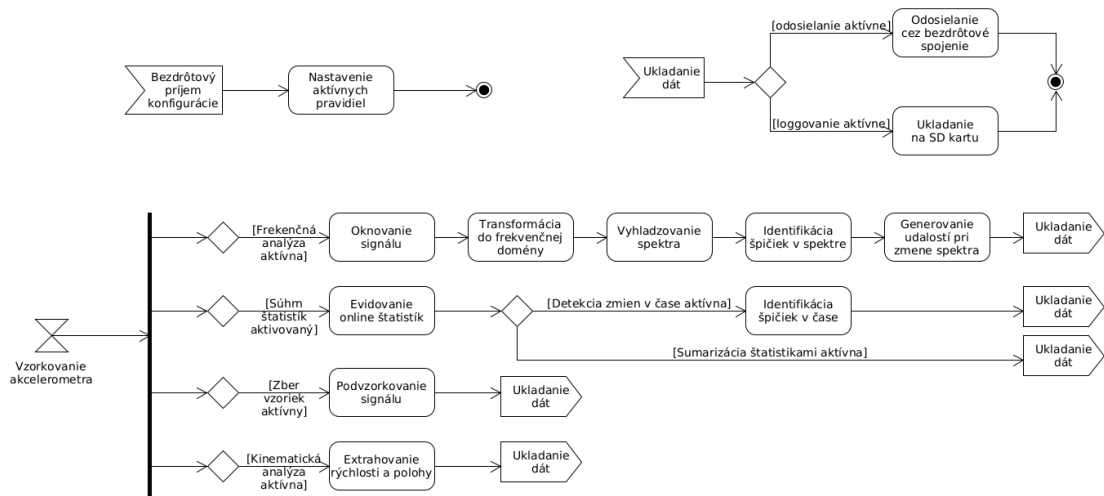 Bezdrôtový
príjem
konfigurácie
Nastavenie
aktívnych
pravidiel
Ukladanie
dát
[odosielanie aktívne]
Odosielanie
cez bezdrôtové
spojenie
[loggovanie aktívne]
Ukladanie
na SD kartu
Vzorkovanie
akcelerometra
[Frekenčná
analýza
aktívna]
Oknovanie
signálu
Transformácia
do frekvenčnej
domény
Vyhladzovanie
spektra
Identifikácia
špičiek v spektre
Generovanie
udalostí pri
zmene spektra
Ukladanie
dát
[Súhrn
štatistík
aktivovaný]
Evidovanie
online štatistík
[Detekcia zmien v čase aktívna]
Identifikácia
špičiek v čase
Ukladanie
dát
[Sumarizácia štatistikami aktívna]
Ukladanie
dát
[Zber
vzoriek
aktívny]
Podvzorkovanie
signálu
Ukladanie
dát
[Kinematická
analýza
aktívna]
Extrahovanie
rýchlosti a polohy
Ukladanie
dát